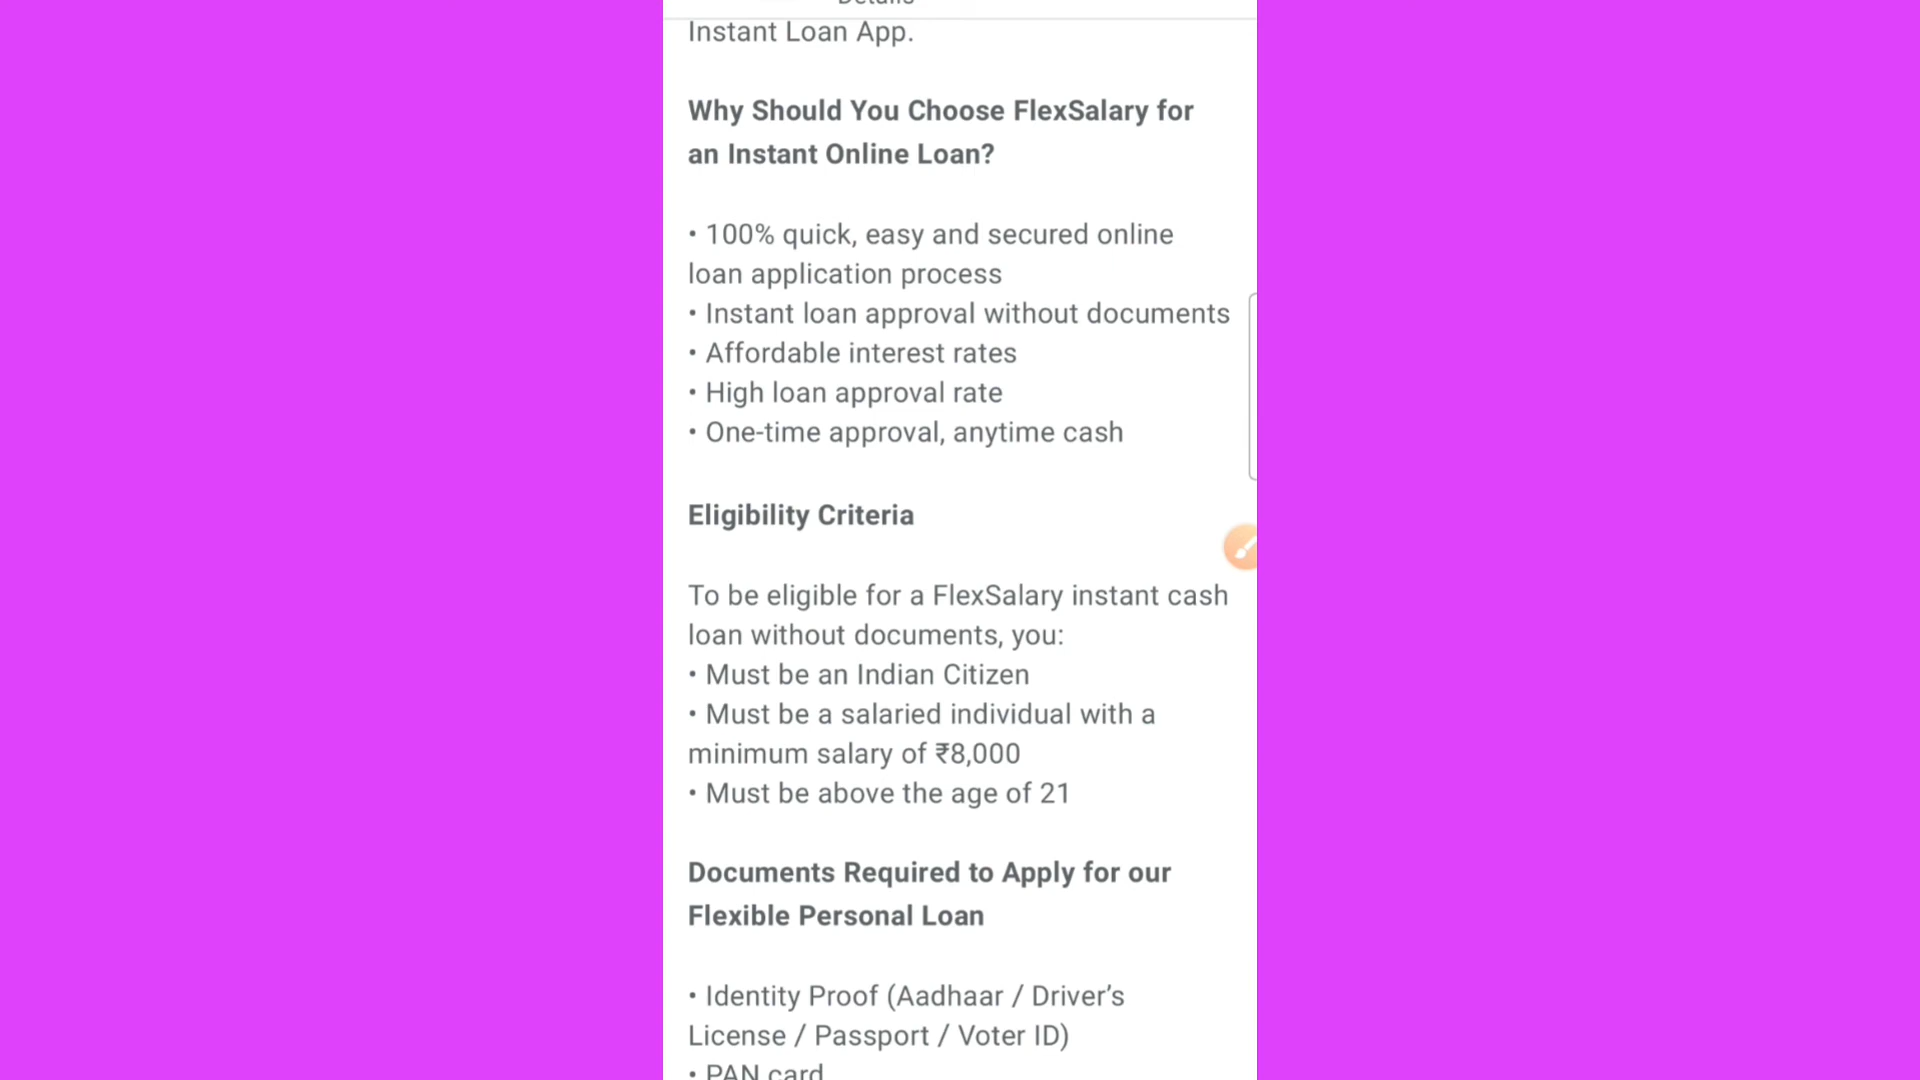 Details
Instant Loan App.
Why Should You Choose FlexSalary for
an Instant Online Loan?
• 100% quick, easy and secured online
loan application process
• Instant loan approval without documents
• Affordable interest rates
• High loan approval rate
• One-time approval, anytime cash
Eligibility Criteria
To be eligible for a FlexSalary instant cash
loan without documents, you:
• Must be an Indian Citizen
• Must be a salaried individual with a
minimum salary of ₹8,000
• Must be above the age of 21
Documents Required to Apply for our
Flexible Personal Loan
• Identity Proof (Aadhaar / Driver’s
License / Passport / Voter ID)
• PAN card